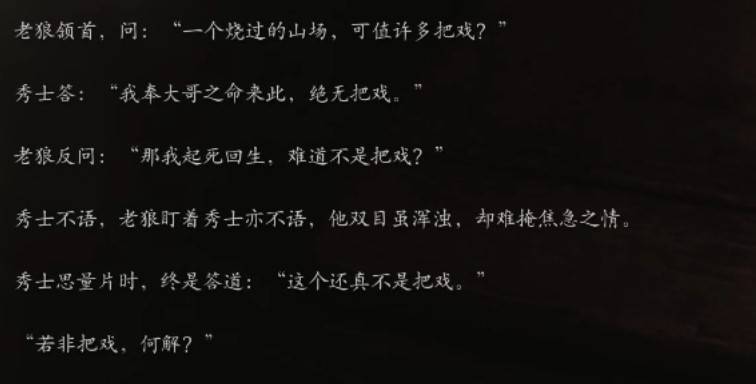 老狼颔首，问：“一个烧过的山场，可值许多把戏？”
秀士答：“我奉大哥之命来此，绝无把戏。”
老狼反问：“那我起死回生，难道不是把戏？”
秀士不语，老狼盯着秀士亦不语，他双目虽浑浊，却难掩焦急之情。
秀士思量片时，终是答道：“这个还真不是把戏。”
“若非把戏，何解？”